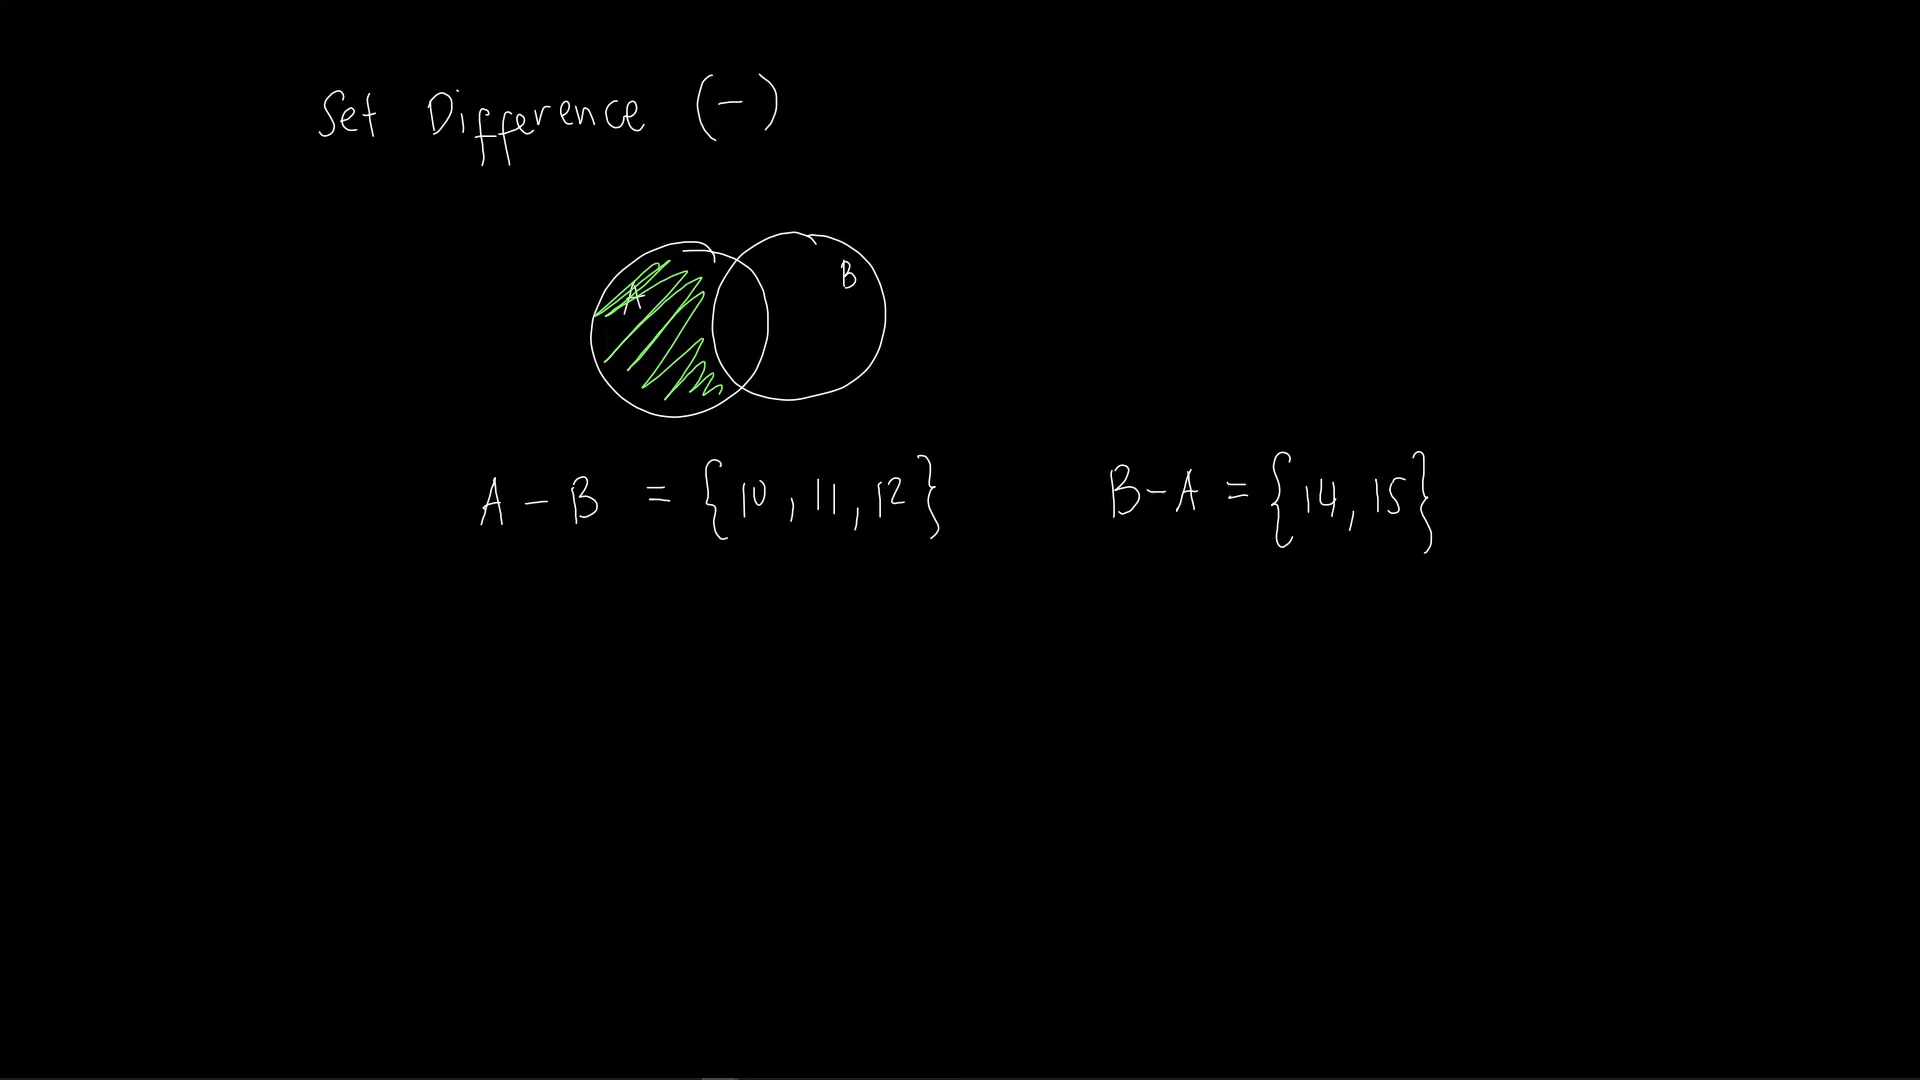 Set Difference (-)
A B
A - B = {10, 11, 12} B - A = {14, 15}